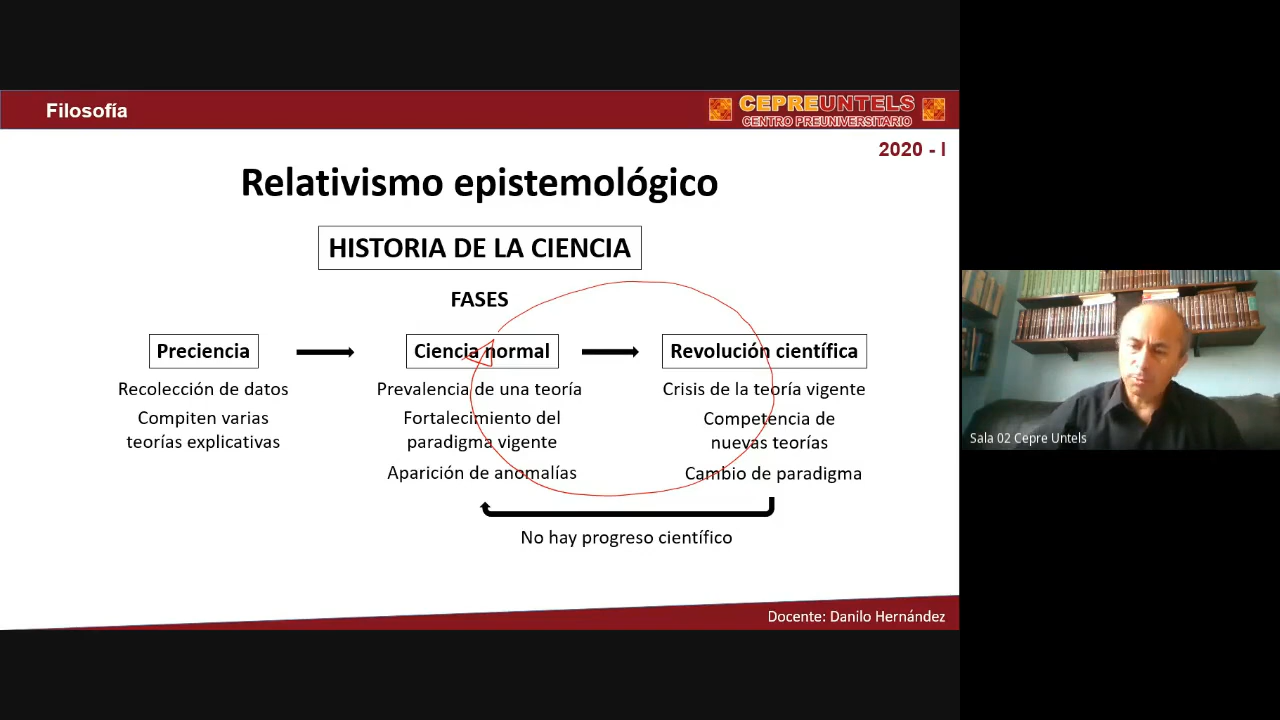 Filosofía
CEPREUNTELS
CENTRO PREUNIVERSITARIO
2020 - I
Relativismo epistemológico
HISTORIA DE LA CIENCIA
FASES
Preciencia
Recolección de datos
Compiten varias
teorías explicativas
Ciencia normal
Prevalencia de una teoría
Fortalecimiento del
paradigma vigente
Aparición de anomalías
Revolución científica
Crisis de la teoría vigente
Competencia de
nuevas teorías
Cambio de paradigma
No hay progreso científico
Docente: Danilo Hernández
Sala 02 Cepre Untels